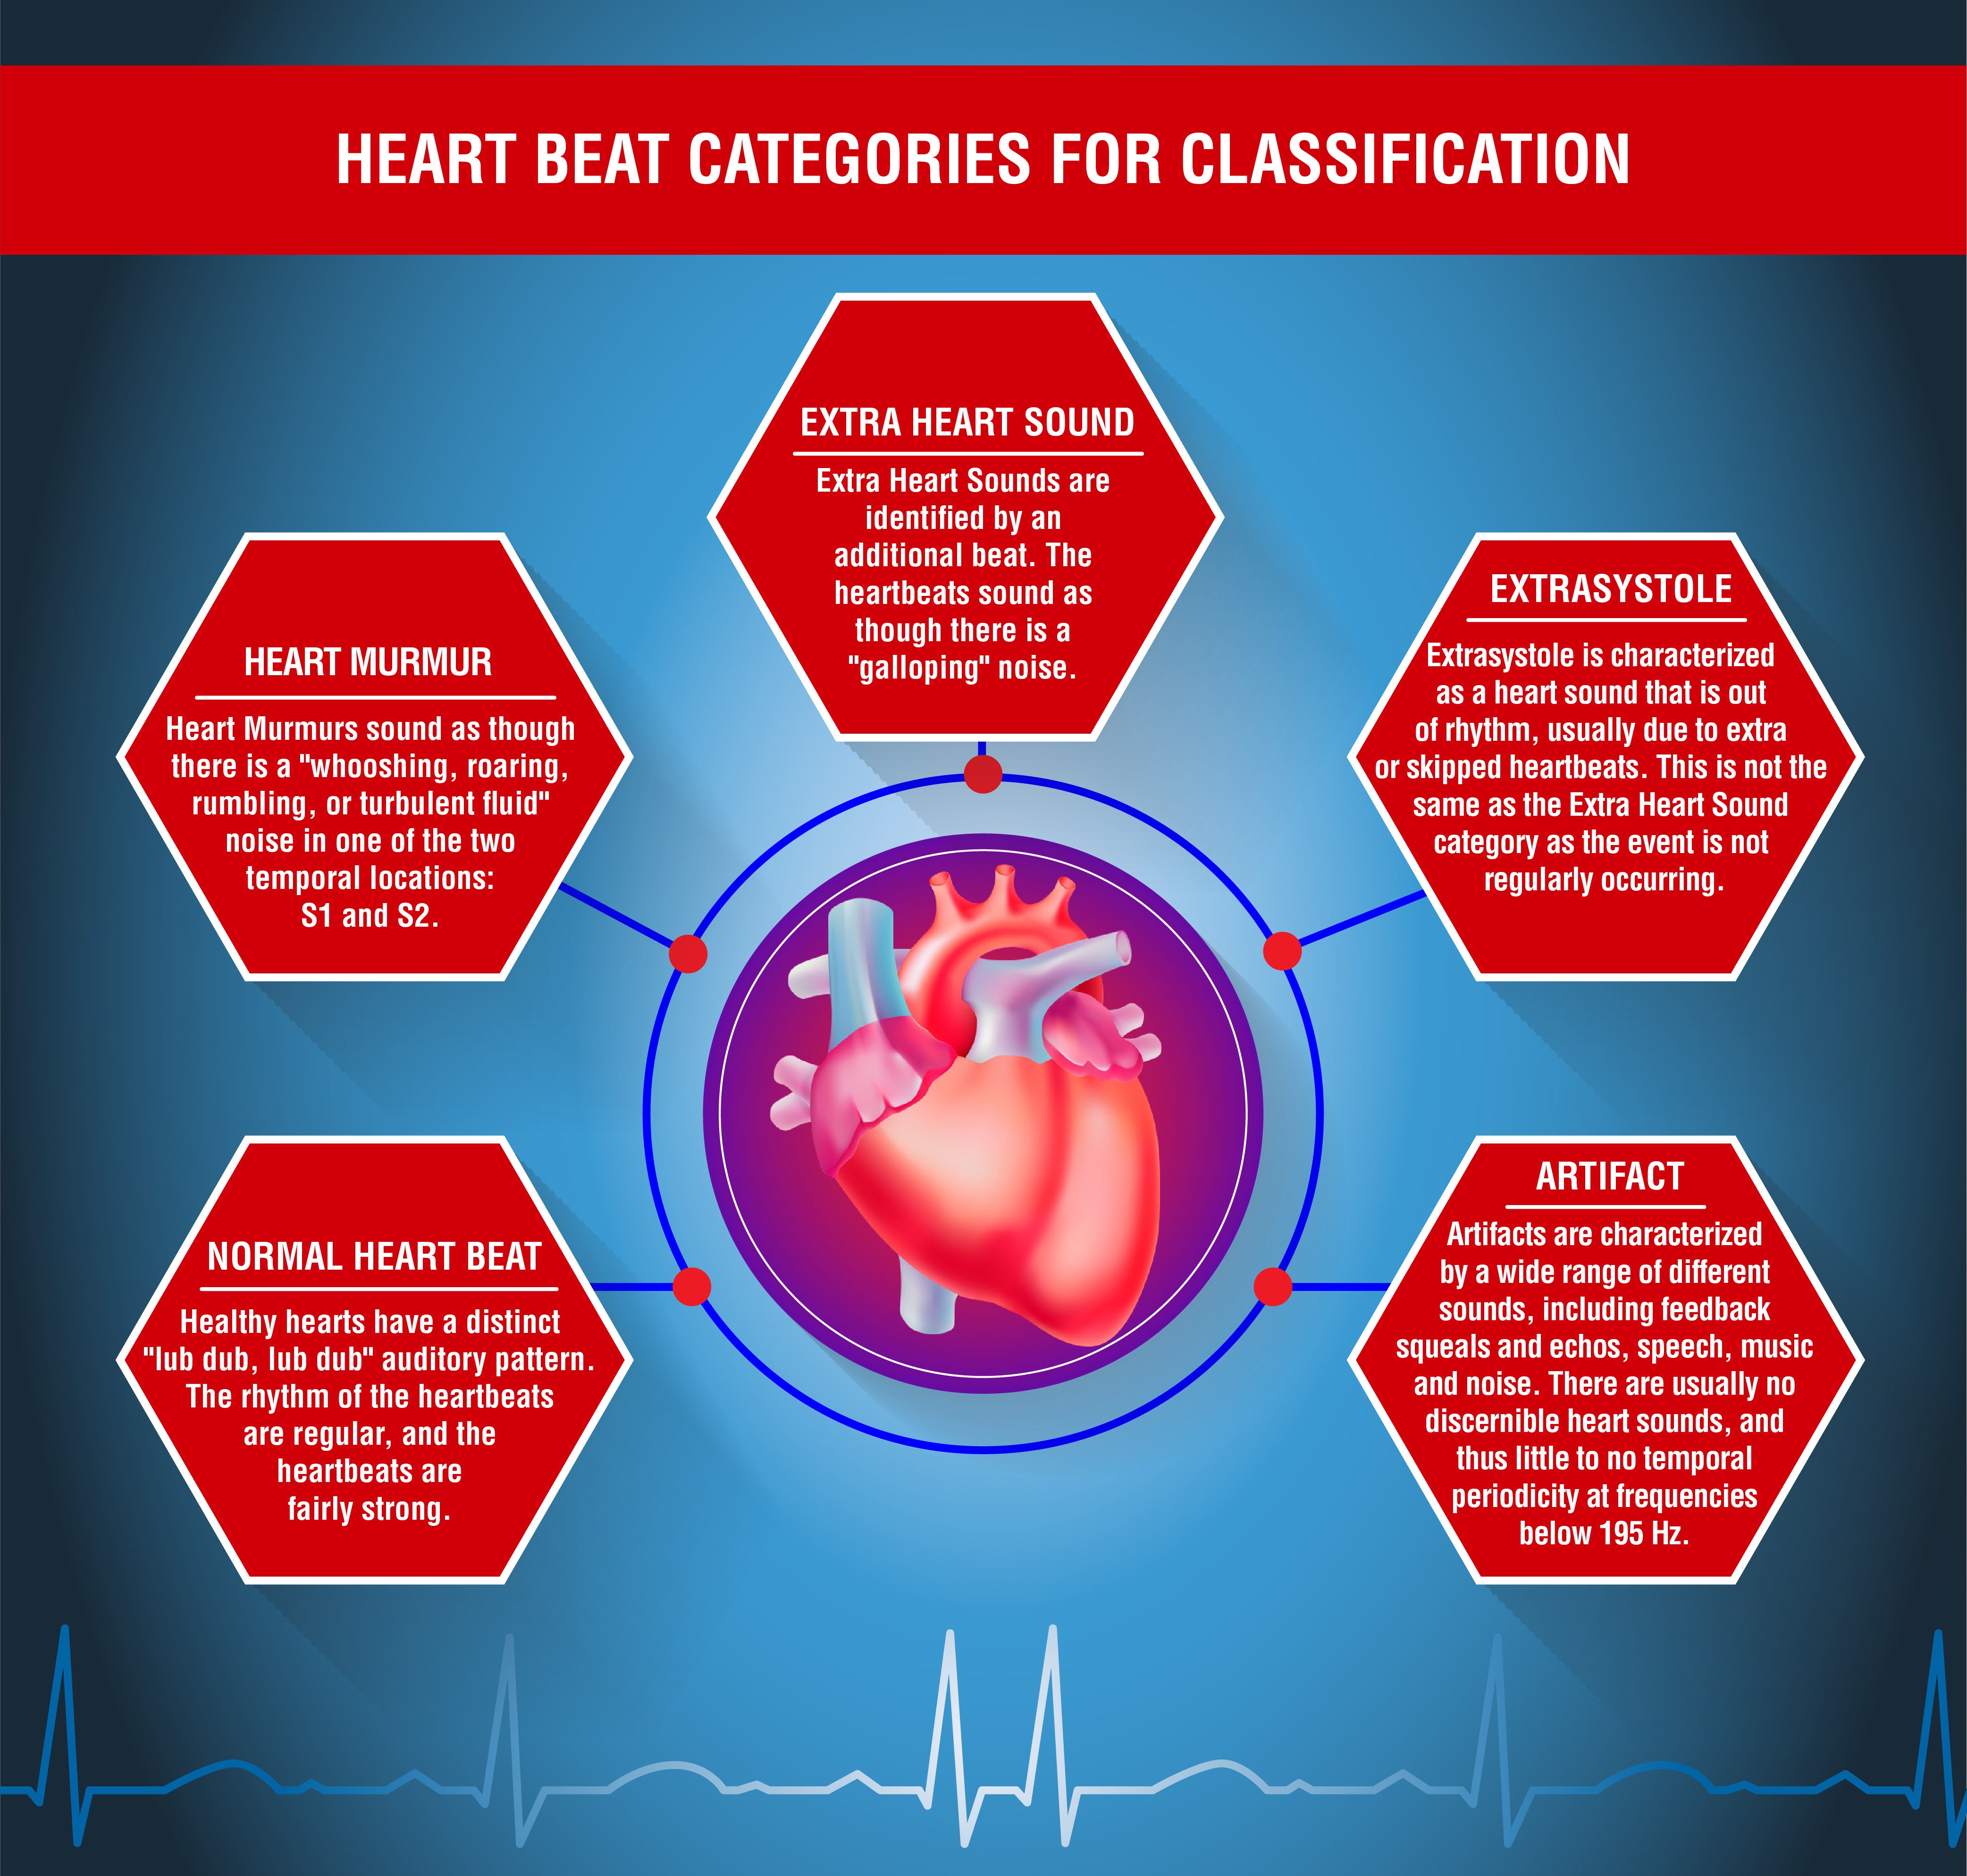 HEART BEAT CATEGORIES FOR CLASSIFICATION
EXTRA HEART SOUND
Extra Heart Sounds are
identified by an
additional beat. The
heartbeats sound as
though there is a
"galloping" noise.
HEART MURMUR
Heart Murmurs sound as though
there is a "whooshing, roaring,
rumbling, or turbulent fluid"
noise in one of the two
temporal locations:
S1 and S2.
EXTRASYSTOLE
Extrasystole is characterized
as a heart sound that is out
of rhythm, usually due to extra
or skipped heartbeats. This is not the
same as the Extra Heart Sound
category as the event is not
regularly occurring.
NORMAL HEART BEAT
Healthy hearts have a distinct
"lub dub, lub dub" auditory pattern.
The rhythm of the heartbeats
are regular, and the
heartbeats are
fairly strong.
ARTIFACT
Artifacts are characterized
by a wide range of different
sounds, including feedback
squeals and echos, speech, music
and noise. There are usually no
discernible heart sounds, and
thus little to no temporal
periodicity at frequencies
below 195 Hz.